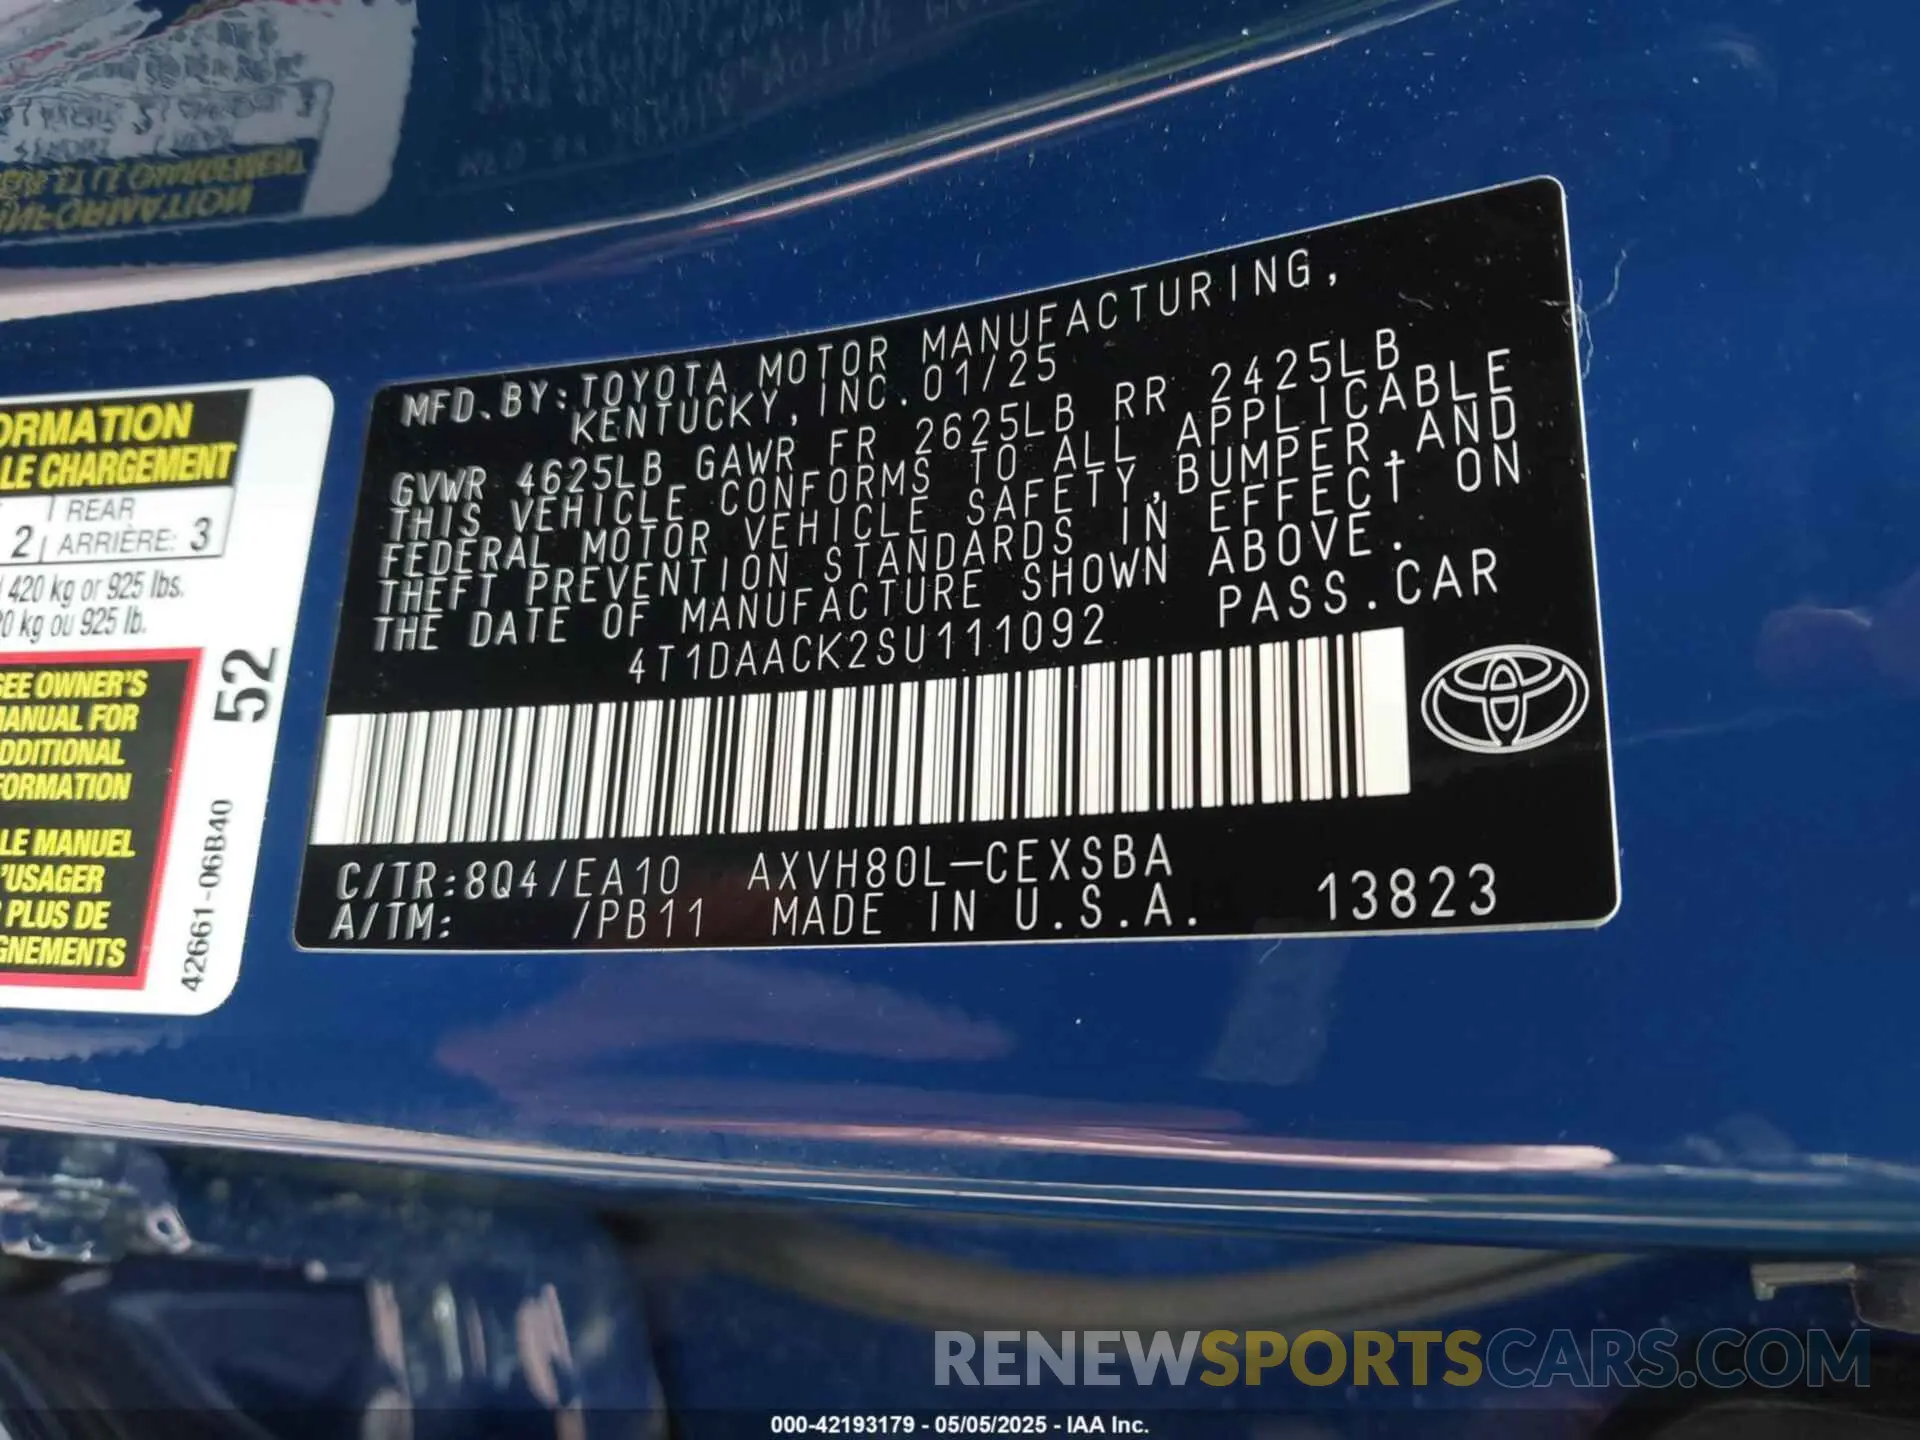 ORMATION
LE CHARGEMENT
REAR
2 ARRIÈRE: 3
420 kg or 925 lbs.
0 kg ou 925 lb.
SEE OWNER'S
MANUAL FOR
DDITIONAL
FORMATION
LE MANUEL
'USAGER
PLUS DE
GNEMENTS
52
42661-06B40
MFD. BY: TOYOTA MOTOR MANUFACTURING,
KENTUCKY, INC. 01/25
GVWR 4625LB GAWR FR 2625LB RR 2425LB
THIS VEHICLE CONFORMS TO ALL APPLICABLE
FEDERAL MOTOR VEHICLE SAFETY, BUMPER, AND
THEFT PREVENTION STANDARDS IN EFFECT ON
THE DATE OF MANUFACTURE SHOWN ABOVE.
4T1DAACK2SU111092 PASS. CAR
C/TR: 8Q4/EA10 AXVH80L-CEXSBA
A/TM: /PB11 MADE IN U.S.A. 13823
RENEWSPORTSCARS.COM
000-42193179 - 05/05/2025 - IAA Inc.